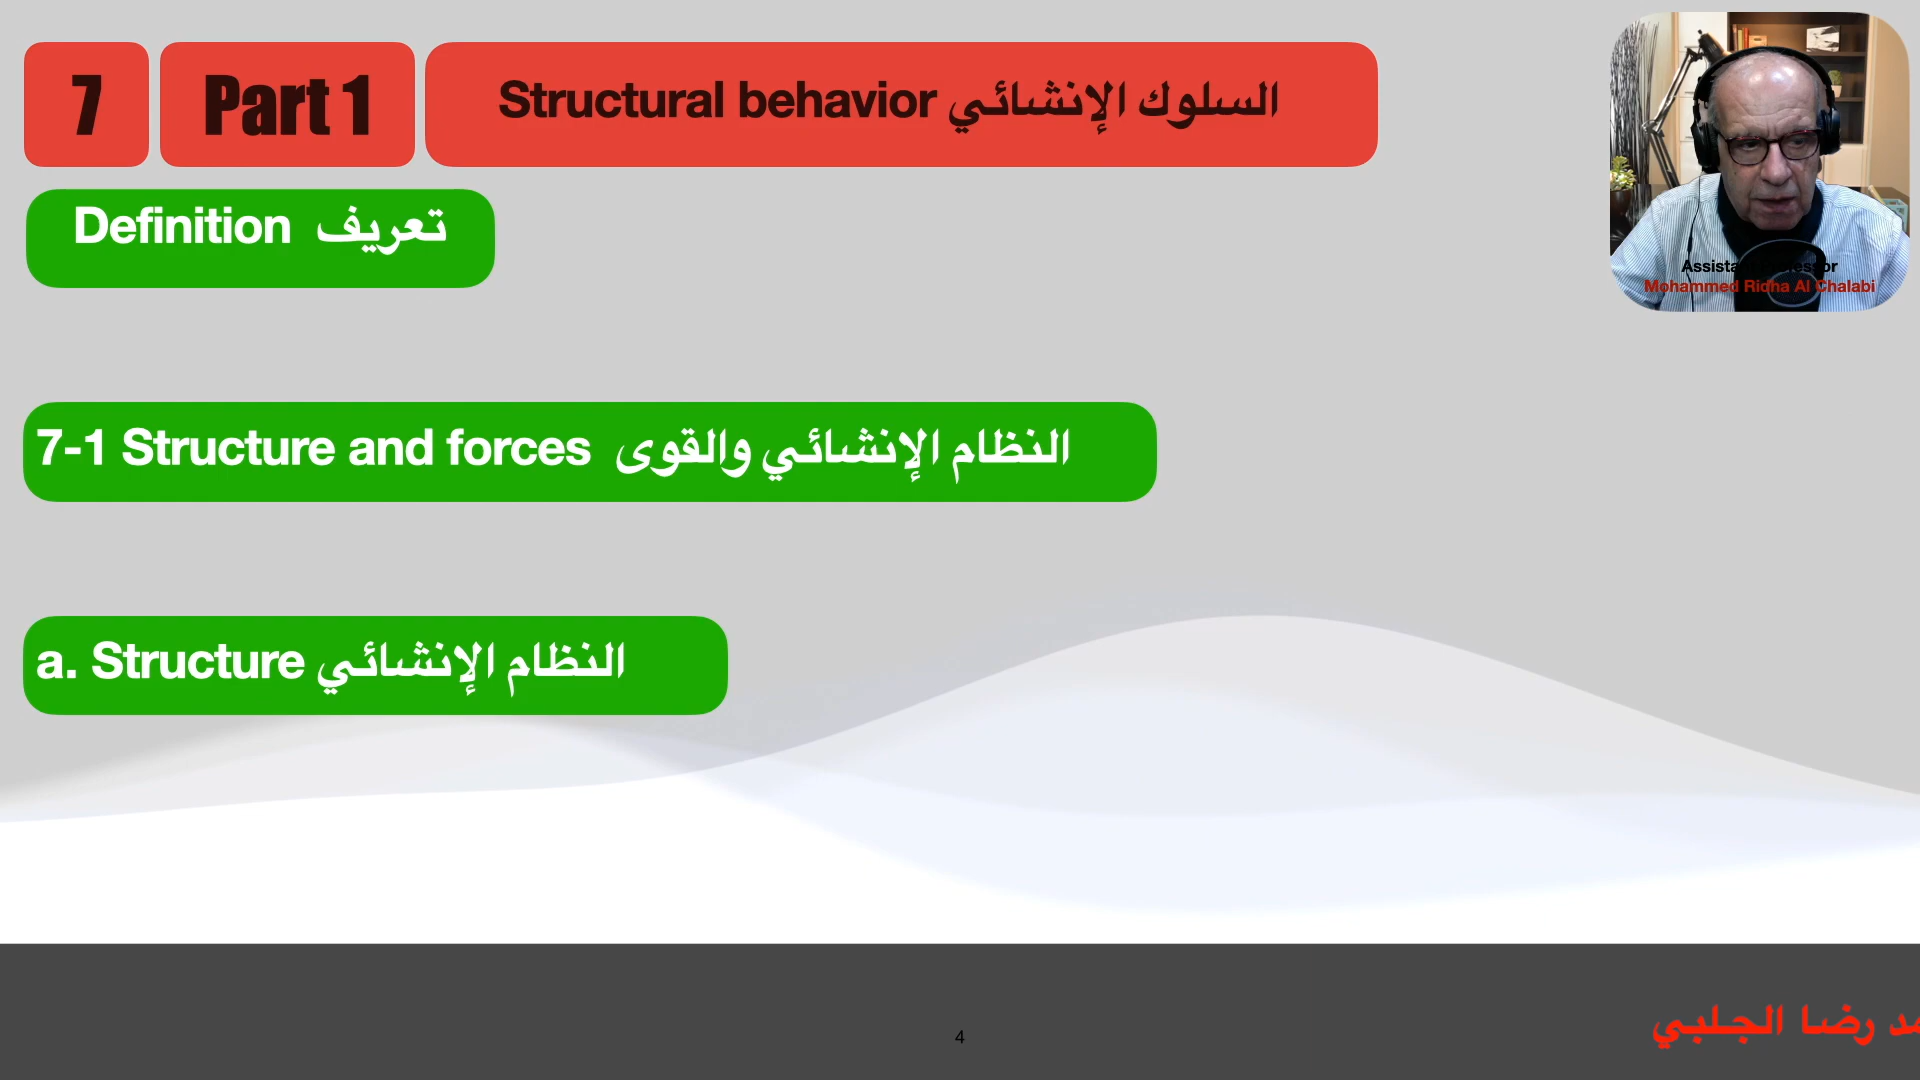 7
Part 1
Structural behavior السلوك الإنشائي
Definition تعريف
7-1 Structure and forces النظام الإنشائي والقوى
a. Structure النظام الإنشائي
Mohammed Ridha Al Chalabi
رضا الجلبي
4